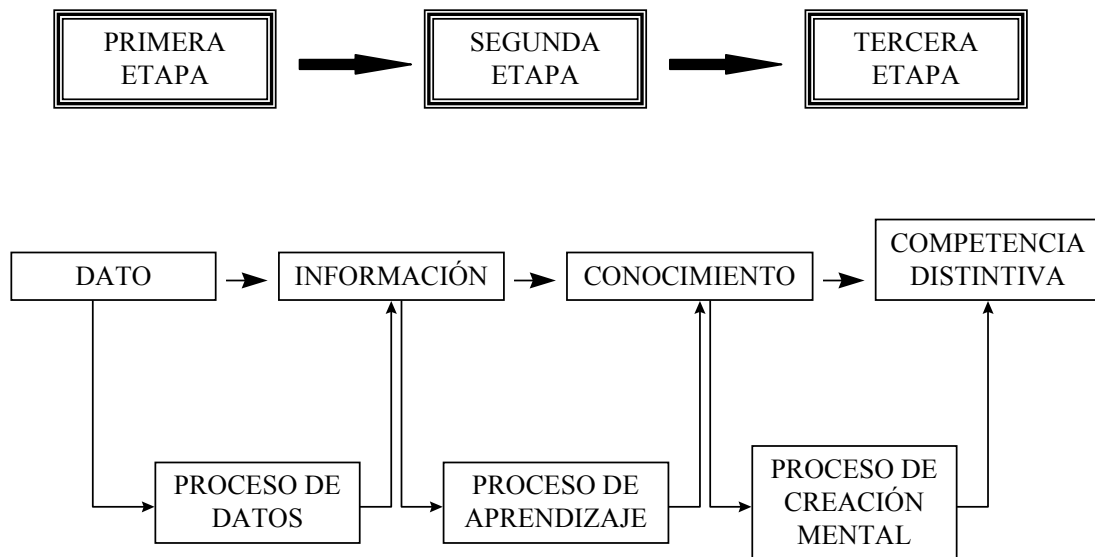 PRIMERA
ETAPA
SEGUNDA
ETAPA
TERCERA
ETAPA
DATO
INFORMACIÓN
CONOCIMIENTO
COMPETENCIA
DISTINTIVA
PROCESO DE
DATOS
PROCESO DE
APRENDIZAJE
PROCESO DE
CREACIÓN
MENTAL